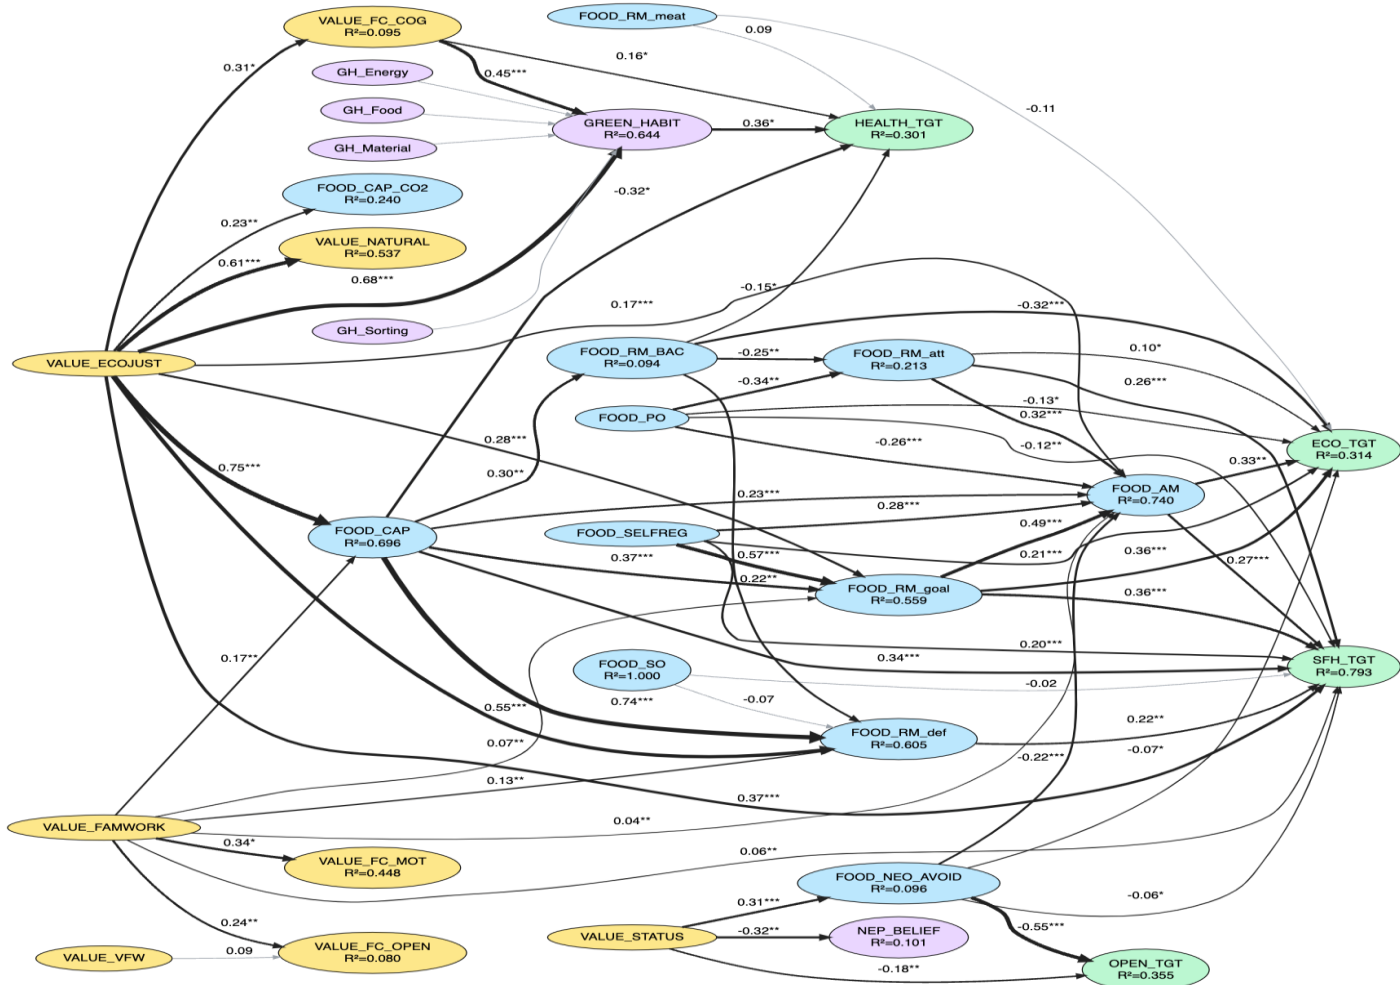 VALUE_FC_COG
R²=0.095
FOOD_RM_meat
0.09
0.31*
GH_Energy
0.45***
0.16*
GH_Food
-0.11
GREEN_HABIT
R²=0.644
0.36*
HEALTH_TGT
R²=0.301
GH_Material
FOOD_CAP_CO2
R²=0.240
-0.32*
0.23**
VALUE_NATURAL
R²=0.537
0.61***
0.68***
-0.15*
0.17***
-0.32***
GH_Sorting
VALUE_ECOJUST
FOOD_RM_BAC
R²=0.094
-0.25**
FOOD_RM_att
R²=0.213
0.10*
-0.34**
0.26***
FOOD_PO
-0.13*
0.32***
0.28***
-0.26***
-0.12**
ECO_TGT
R²=0.314
0.75***
0.30**
0.33**
FOOD_AM
R²=0.740
0.23***
0.28***
FOOD_CAP
R²=0.696
FOOD_SELFREG
0.49***
0.37***
0.57***
0.21***
0.36***
0.27***
0.22**
FOOD_RM_goal
R²=0.559
0.36***
0.17**
0.34***
0.20***
FOOD_SO
R²=1.000
SFH_TGT
R²=0.793
-0.02
0.74***
-0.07
0.55***
0.22**
FOOD_RM_def
R²=0.605
0.07**
-0.07*
-0.22***
0.13**
0.37***
0.04**
VALUE_FAMWORK
0.34*
0.06**
VALUE_FC_MOT
R²=0.448
FOOD_NEO_AVOID
R²=0.096
-0.06*
0.31***
0.24**
-0.55***
VALUE_STATUS
-0.32**
NEP_BELIEF
R²=0.101
VALUE_VFW
0.09
VALUE_FC_OPEN
R²=0.080
-0.18**
OPEN_TGT
R²=0.355